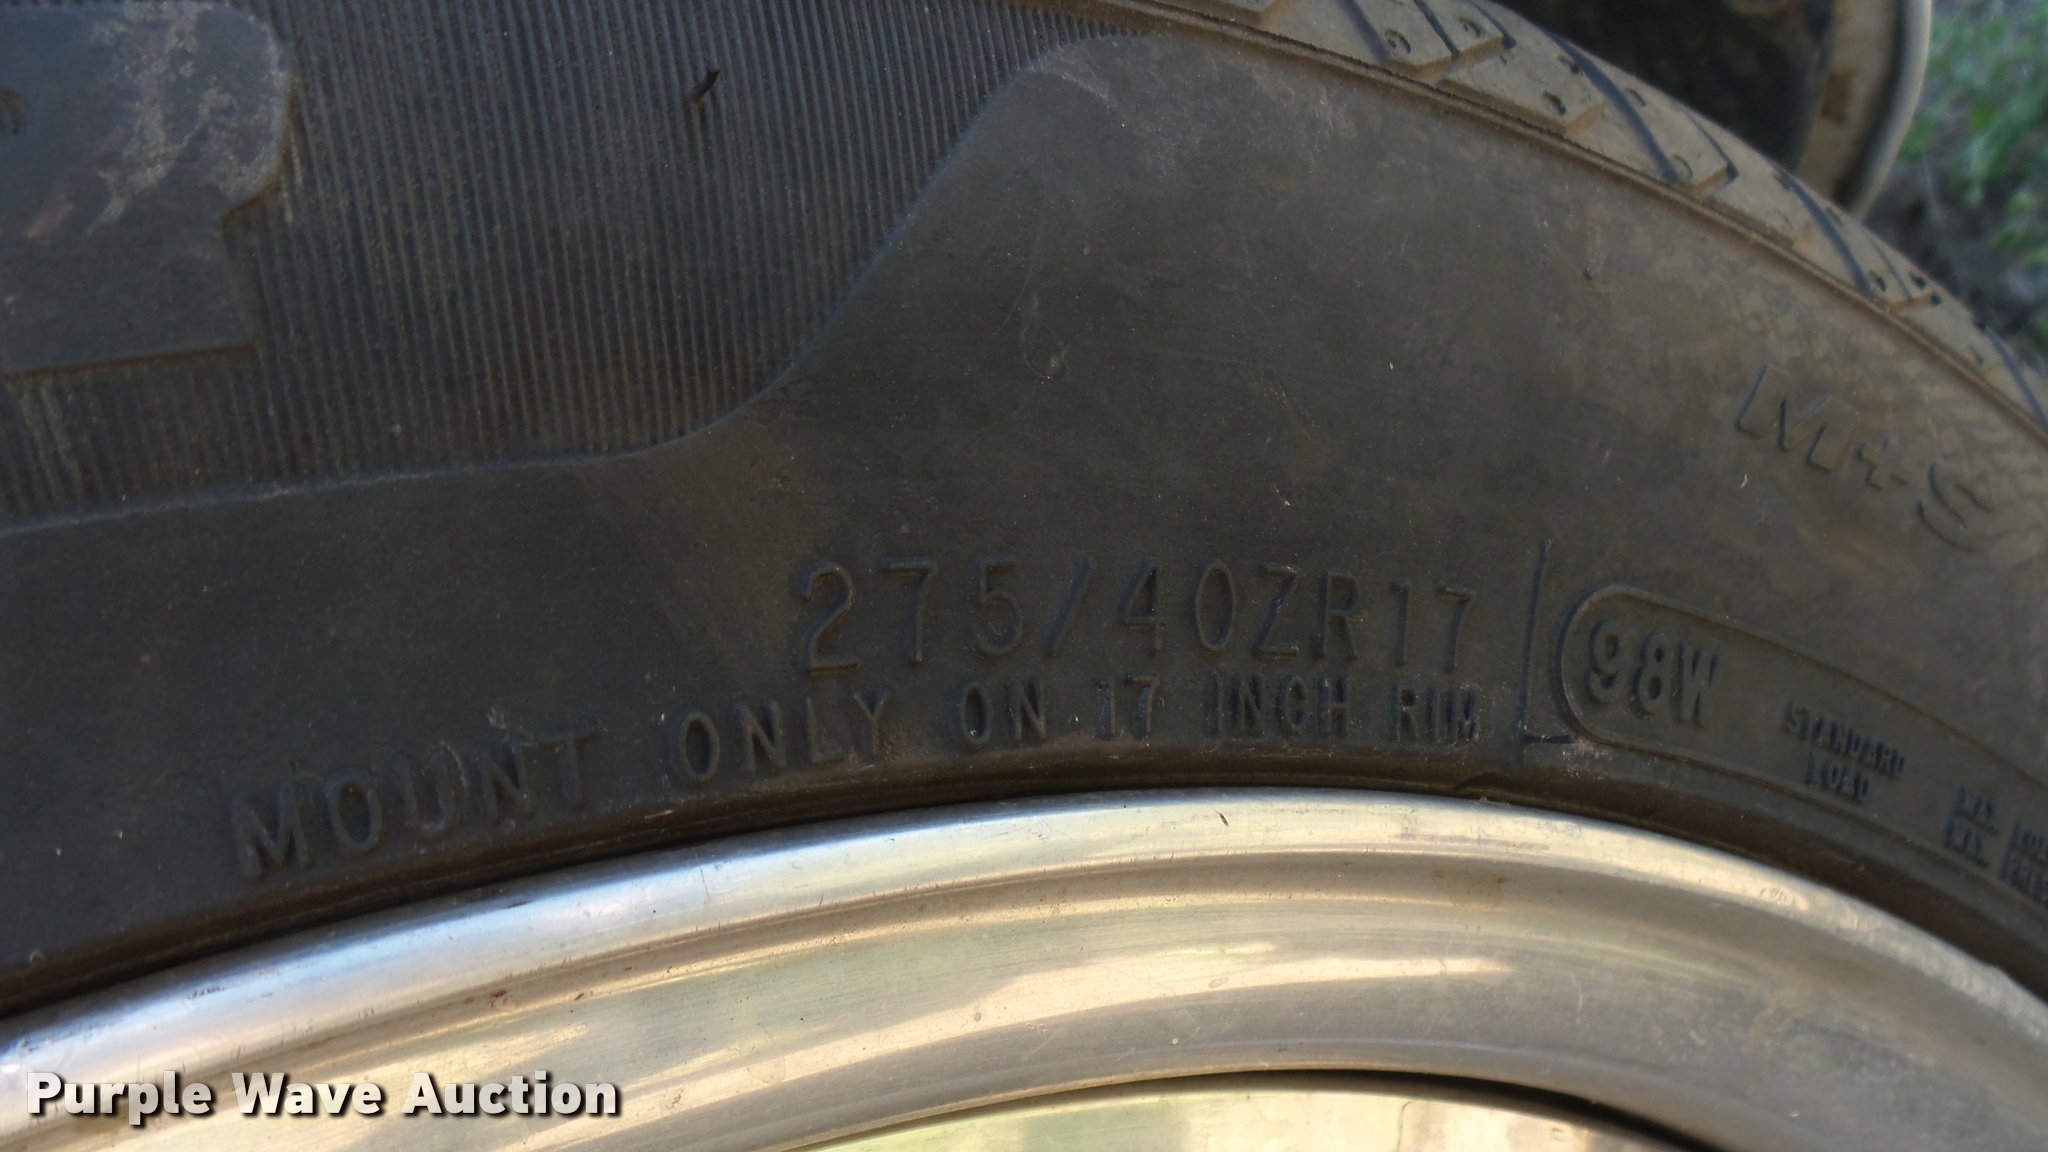 M+S
275/40ZR17
98W
MOUNT ONLY ON 17 INCH RIM
STANDARD
LOAD
Purple Wave Auction